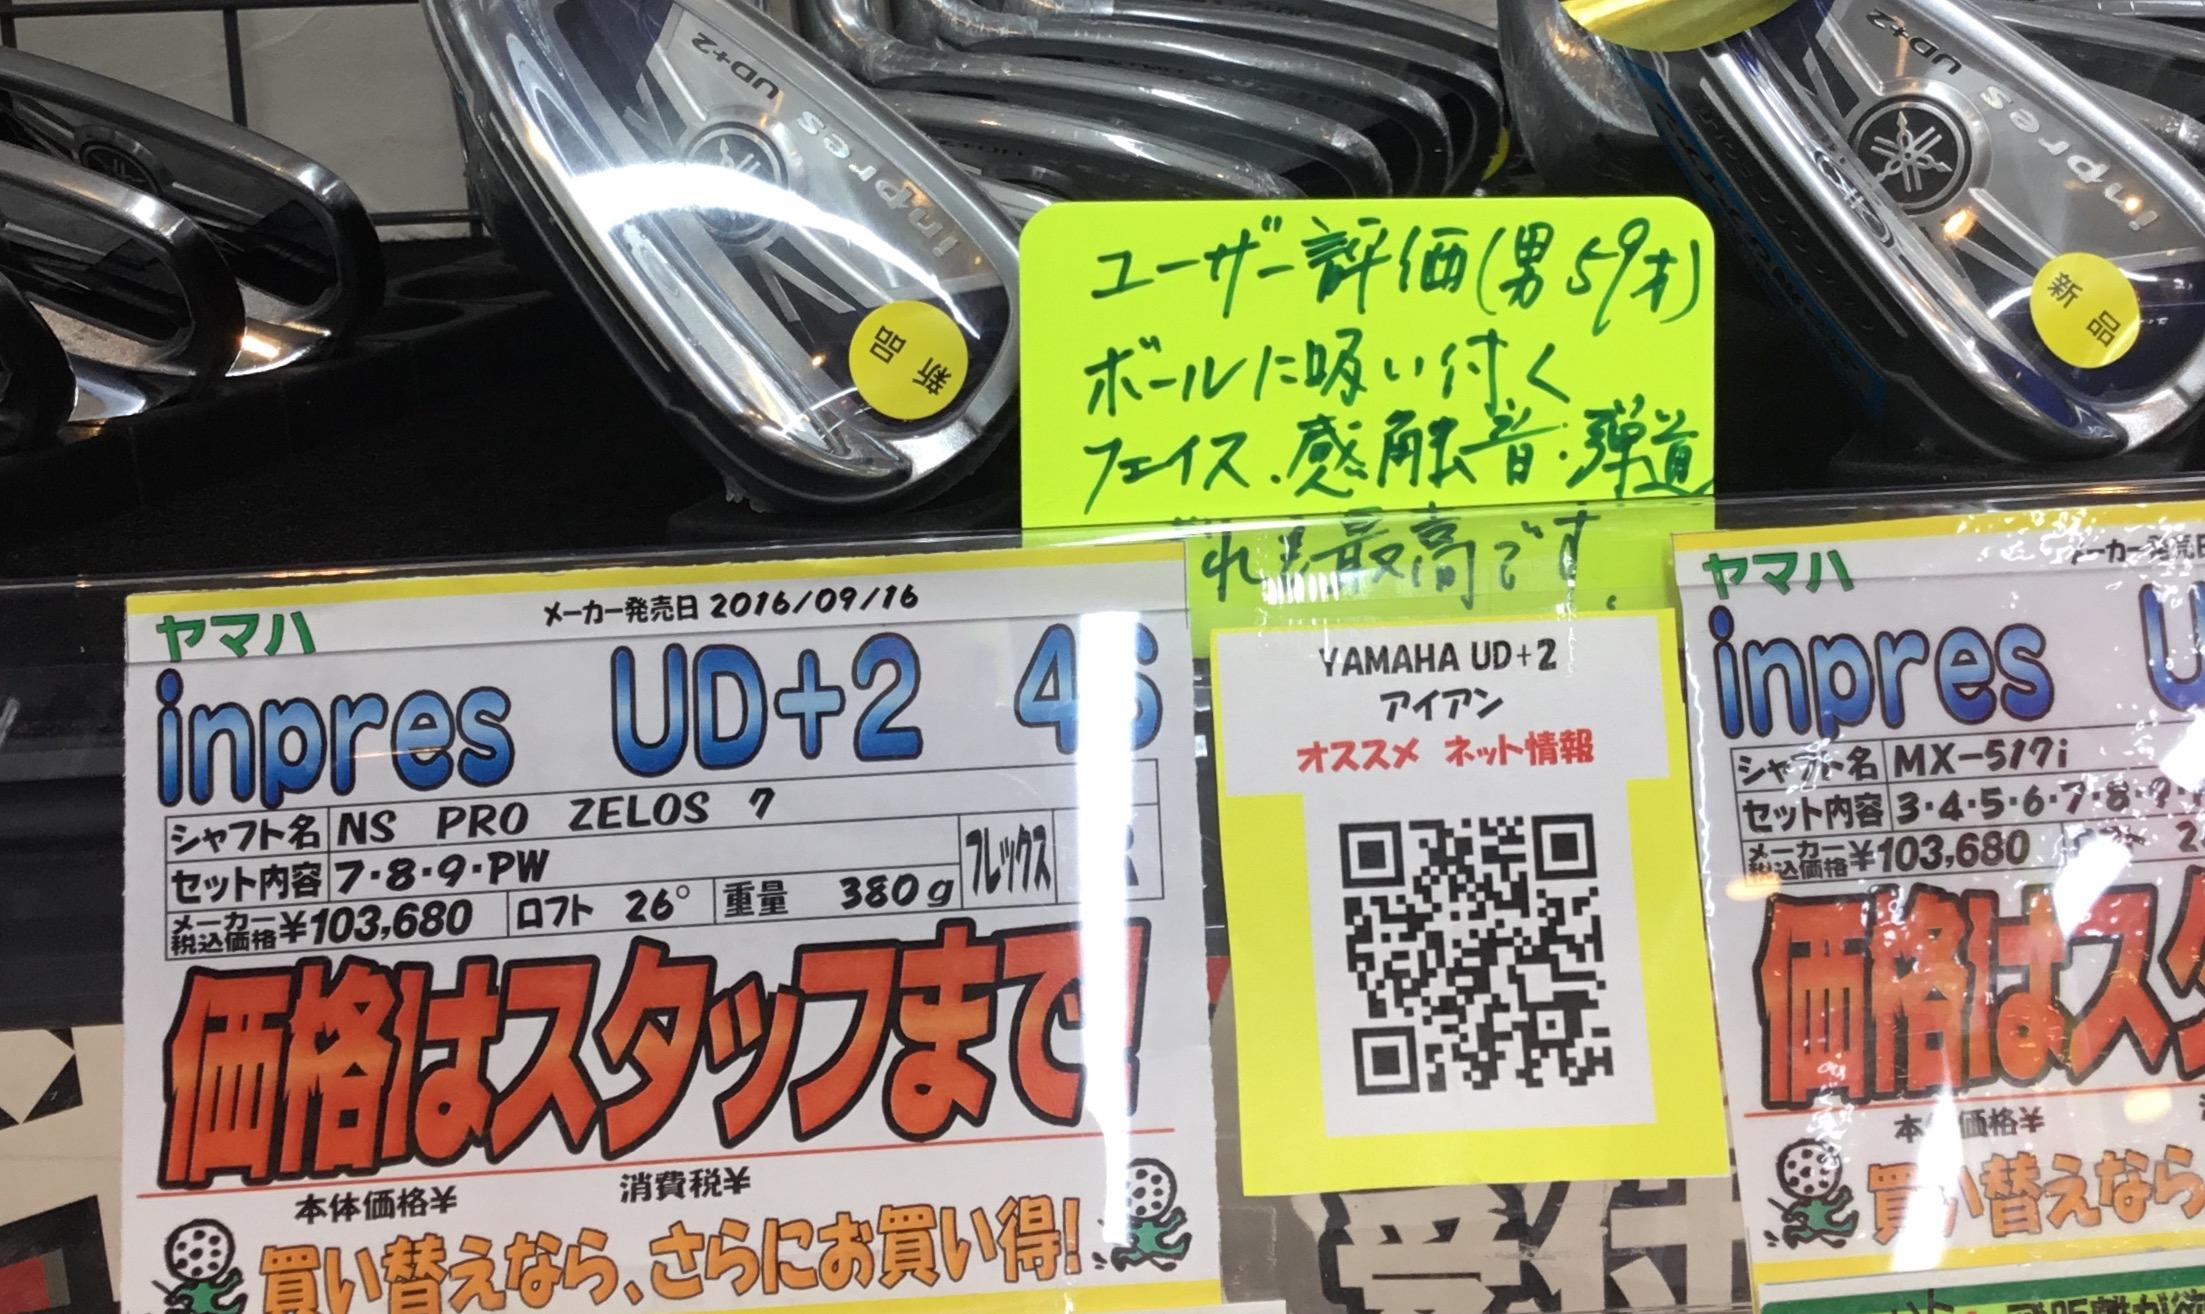 inpres UD+2
新品
inpres UD+2
新品
ユーザー評価(男59才)
ボールに吸い付く
フェイス.感触音.弾道
れも最高です
ヤマハ
メーカー発売日 2016/09/16
inpres UD+2 4S
シャフト名 NS PRO ZELOS 7
セット内容 7・8・9・PW
フレックス
メーカー税込価格 ¥103,680 ロフト 26° 重量 380g
価格はスタッフまで!
本体価格¥ 消費税¥
買い替えなら、さらにお買い得!
YAMAHA UD+2
アイアン
オススメ ネット情報
ヤマハ
メーカー発売日
inpres
シャフト名 MX-517i
セット内容 3・4・5・6・7・8・9
メーカー税込価格 ¥103,680
価格はス
本体価格¥
買い替えなら